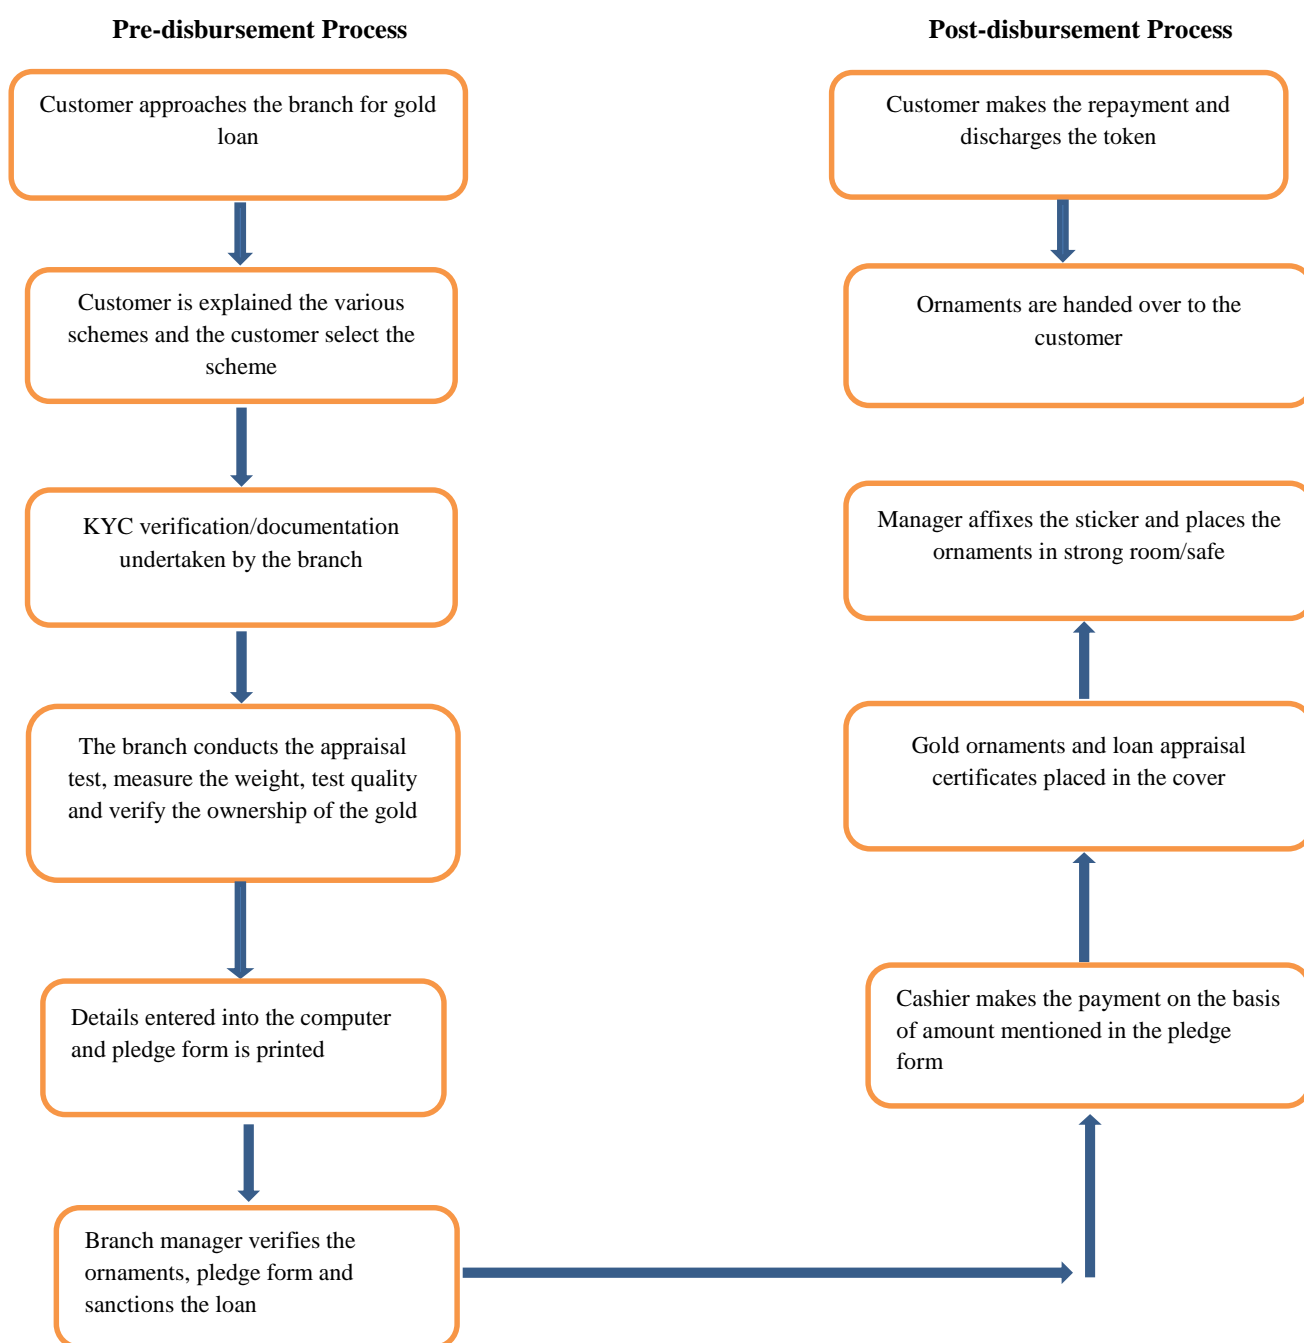 Pre-disbursement Process
Customer approaches the branch for gold
loan
Customer is explained the various
schemes and the customer select the
scheme
KYC verification/documentation
undertaken by the branch
The branch conducts the appraisal
test, measure the weight, test quality
and verify the ownership of the gold
Details entered into the computer
and pledge form is printed
Branch manager verifies the
ornaments, pledge form and
sanctions the loan
Post-disbursement Process
Customer makes the repayment and
discharges the token
Ornaments are handed over to the
customer
Manager affixes the sticker and places the
ornaments in strong room/safe
Gold ornaments and loan appraisal
certificates placed in the cover
Cashier makes the payment on the basis
of amount mentioned in the pledge
form